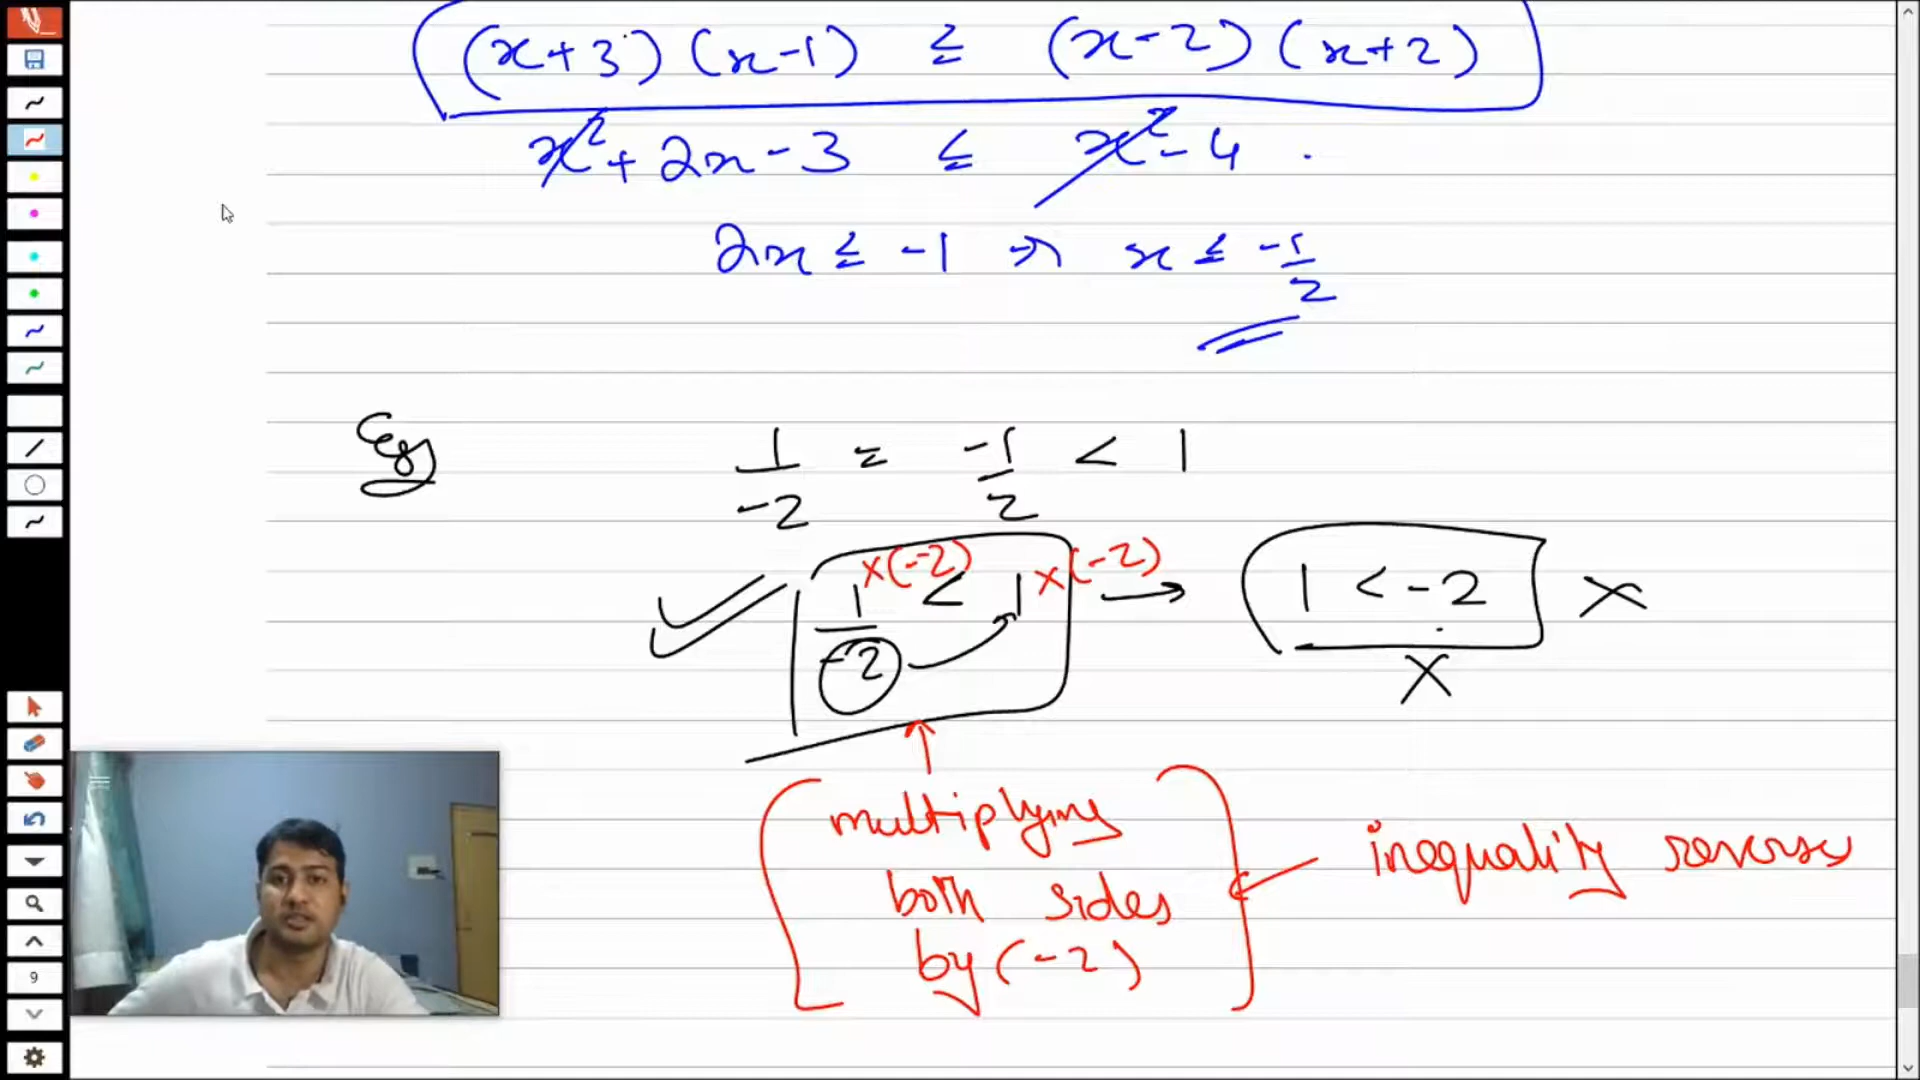 (x+3)(x-1) ≤ (x-2)(x+2)
x²+2x-3 ≤ x²-4.
2x ≤ -1 → x ≤ -1/2
Eg
1/-2 = -1/2 < 1
×(-2) ×(-2)
1/-2 < 1 → 1 < -2 ×
×
multiplying
both sides
by (-2)
inequality reverses
9